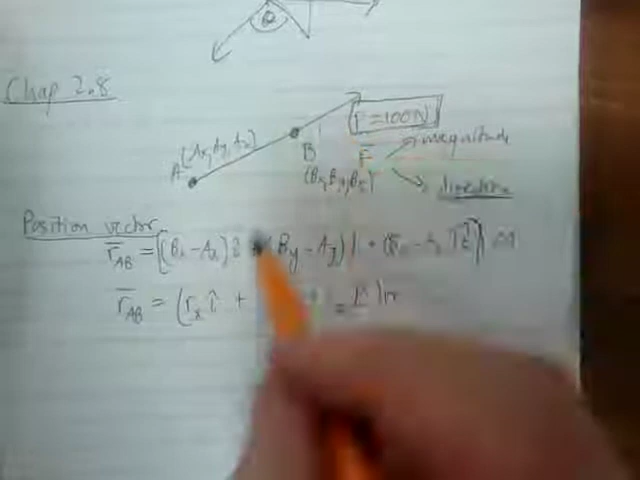 θ
Chap 2.8
(Ax, Ay, Az)
F = 100N
A
B
F̄
magnitude
(Bx, By, Bz)
direction
Position vector
r̄AB = [(Bx - Ax) î + (By - Ay) ĵ + (Bz - Az) k̂] m
r̄AB = (rx î +